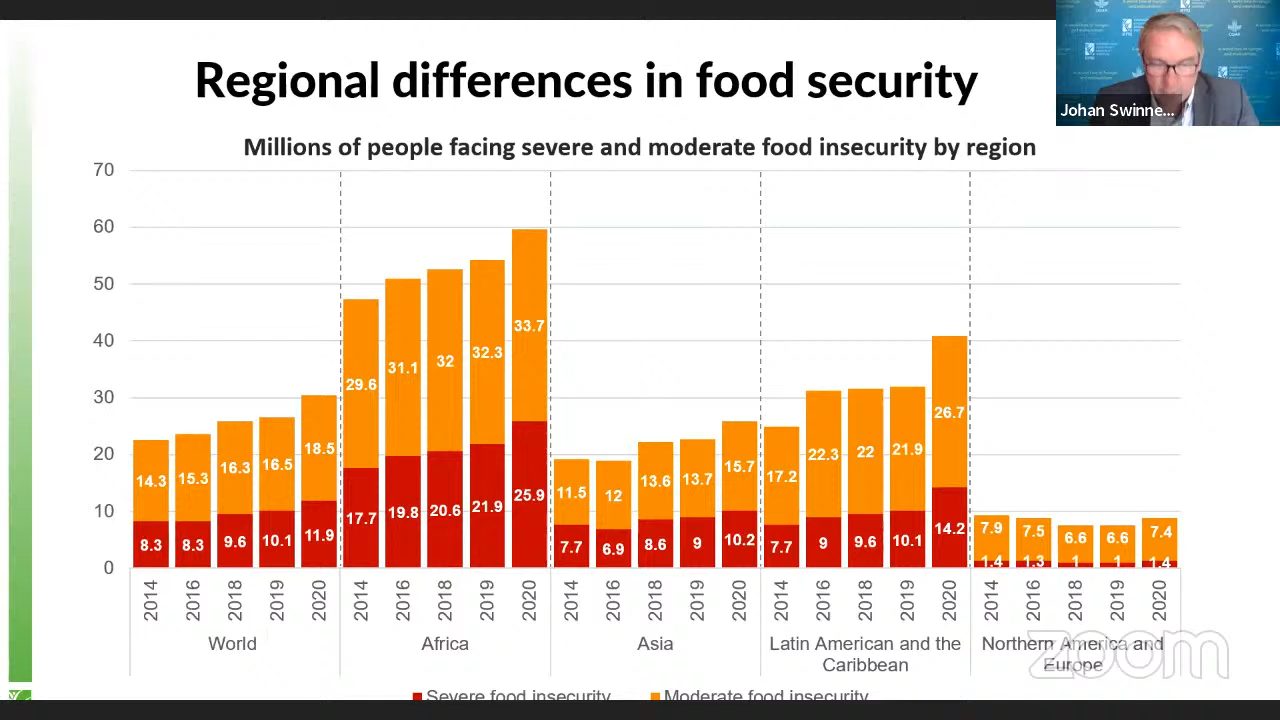 Regional differences in food security
Johan Swinne...
Millions of people facing severe and moderate food insecurity by region
70
60
50
40
30
20
10
0
14.3 15.3 16.3 16.5 18.5
8.3 8.3 9.6 10.1 11.9
29.6 31.1 32 32.3 33.7
17.7 19.8 20.6 21.9 25.9
11.5 12 13.6 13.7 15.7
7.7 6.9 8.6 9 10.2
17.2 22.3 22 21.9 26.7
7.7 9 9.6 10.1 14.2
7.9 7.5 6.6 6.6 7.4
1.4 1.3 1 1 1.4
2014 2016 2018 2019 2020 2014 2016 2018 2019 2020 2014 2016 2018 2019 2020 2014 2016 2018 2019 2020 2014 2016 2018 2019 2020
World
Africa
Asia
Latin American and the
Caribbean
Northern America and
Europe
zoom
Severe food insecurity
Moderate food insecurity